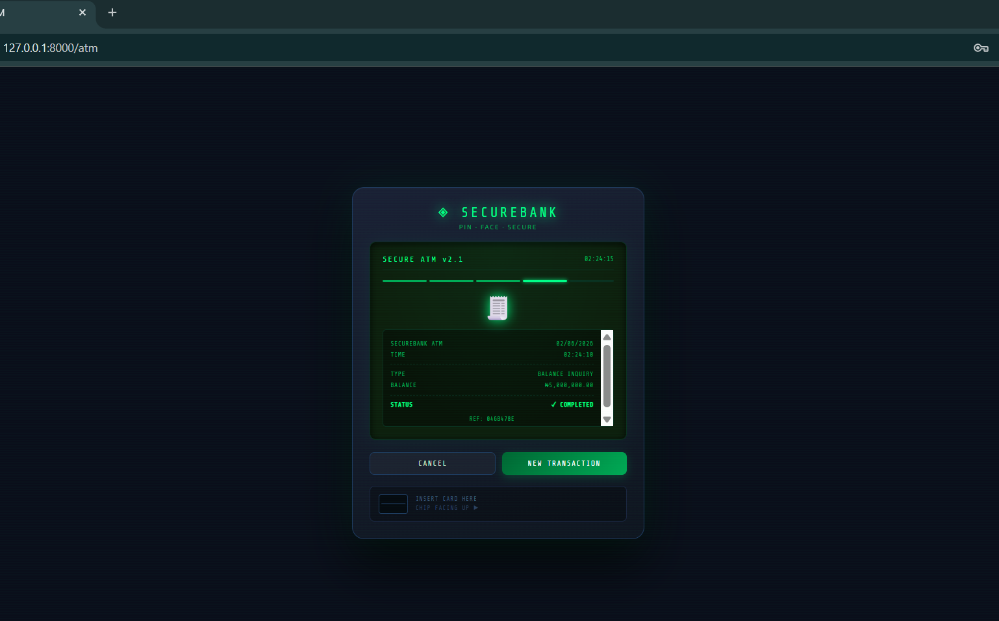 M
127.0.0.1:8000/atm
◈ SECUREBANK
PIN · FACE · SECURE
SECURE ATM v2.1 02:24:15
SECUREBANK ATM 02/06/2026
TIME 02:24:10
TYPE BALANCE INQUIRY
BALANCE ₦5,000,000.00
STATUS ✓ COMPLETED
REF: 046B47BE
CANCEL NEW TRANSACTION
INSERT CARD HERE
CHIP FACING UP ▶